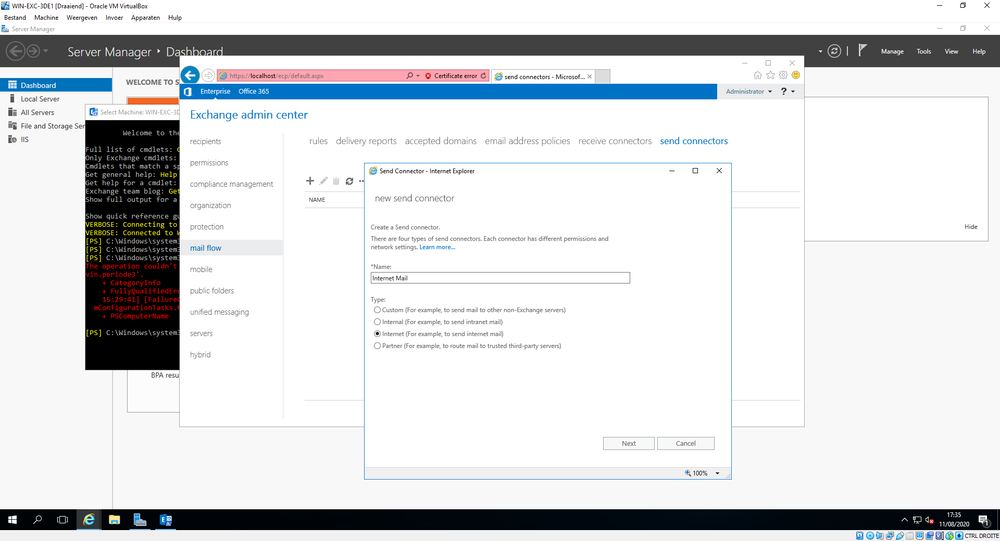 WIN-EXC-3DE1 [Draaiend] - Oracle VM VirtualBox
Bestand Machine Weergeven Invoer Apparaten Hulp
Server Manager
Server Manager ‣ Dashboard
Manage Tools View Help
Dashboard
Local Server
All Servers
File and Storage Ser
IIS
WELCOME TO S
Hide
BPA resu
Select Machine: WIN-EXC-3D
Welcome to the
Full list of cmdlets: G
Only Exchange cmdlets:
Cmdlets that match a sp
Get general help: Help
Get help for a cmdlet:
Exchange team blog: Get
Show full output for a
Show quick reference gu
VERBOSE: Connecting to
VERBOSE: Connected to W
[PS] C:\Windows\system3
[PS] C:\Windows\system3
[PS] C:\Windows\system3
The operation couldn't
vin.periode3'.
+ CategoryInfo
+ FullyQualifiedErr
15:29:41] [FailureC
mConfigurationTasks.
+ PSComputerName
[PS] C:\Windows\system3
https://localhost/ecp/default.aspx
Certificate error
send connectors - Microsof...
Enterprise Office 365
Administrator ?
Exchange admin center
recipients
permissions
compliance management
organization
protection
mail flow
mobile
public folders
unified messaging
servers
hybrid
rules delivery reports accepted domains email address policies receive connectors send connectors
NAME
Send Connector - Internet Explorer
new send connector
Create a Send connector.
There are four types of send connectors. Each connector has different permissions and
network settings. Learn more...
*Name:
Internet Mail
Type:
Custom (For example, to send mail to other non-Exchange servers)
Internal (For example, to send intranet mail)
Internet (For example, to send internet mail)
Partner (For example, to route mail to trusted third-party servers)
Next Cancel
100%
17:35
11/08/2020
1
CTRL DROITE